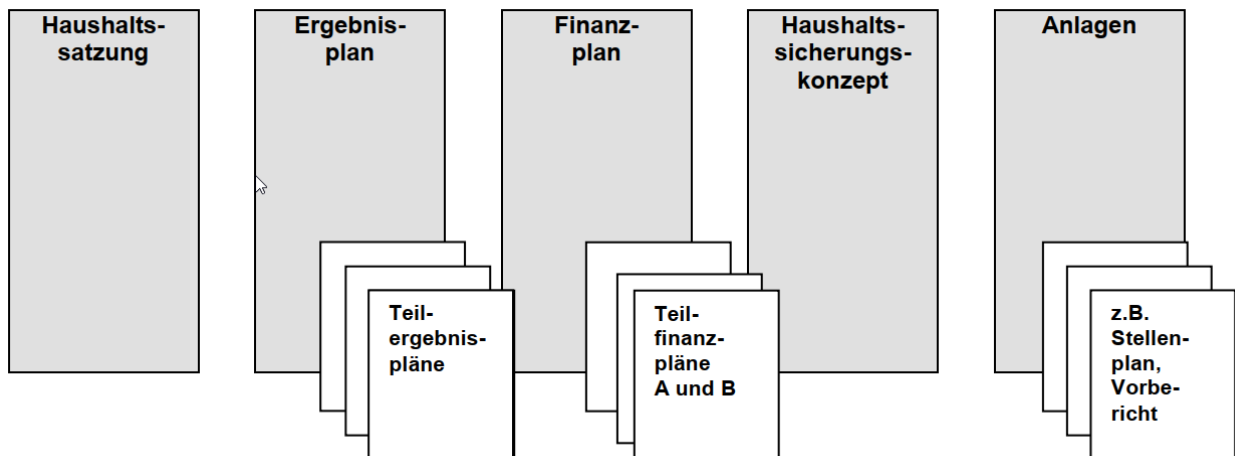 Haushalts-
satzung
Ergebnis-
plan
Finanz-
plan
Haushalts-
sicherungs-
konzept
Anlagen
Teil-
ergebnis-
pläne
Teil-
finanz-
pläne
A und B
z.B.
Stellen-
plan,
Vorbe-
richt